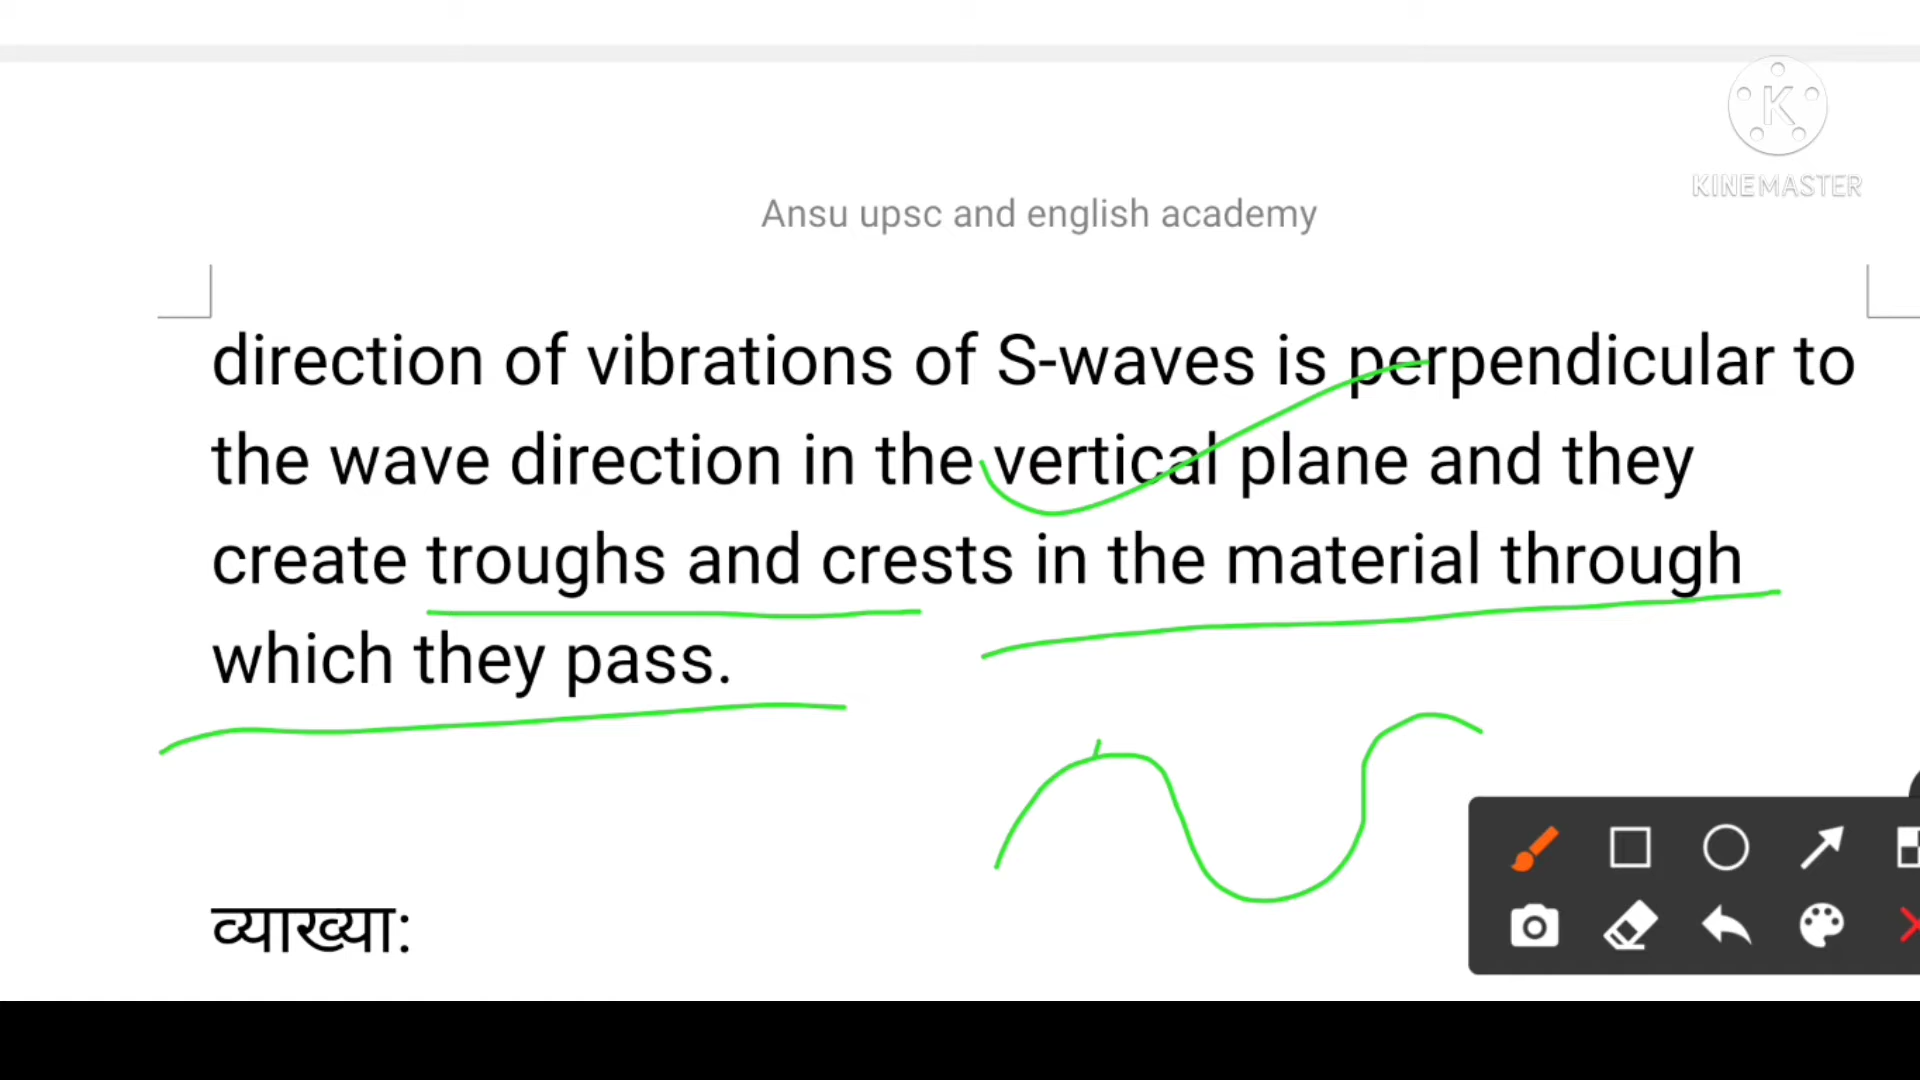 KINEMASTER
Ansu upsc and english academy
direction of vibrations of S-waves is perpendicular to
the wave direction in the vertical plane and they
create troughs and crests in the material through
which they pass.
व्याख्या: